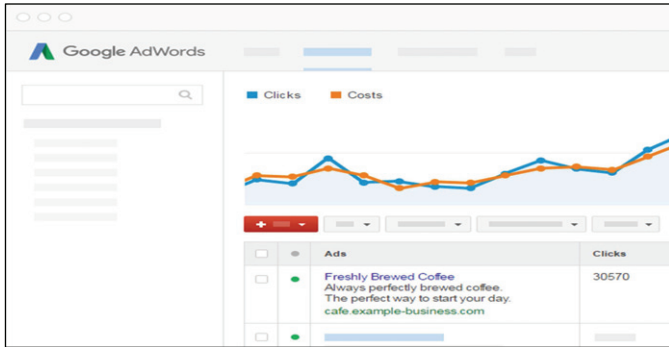 Google AdWords
Clicks
Costs
Ads
Clicks
Freshly Brewed Coffee
30570
Always perfectly brewed coffee.
The perfect way to start your day.
cafe.example-business.com